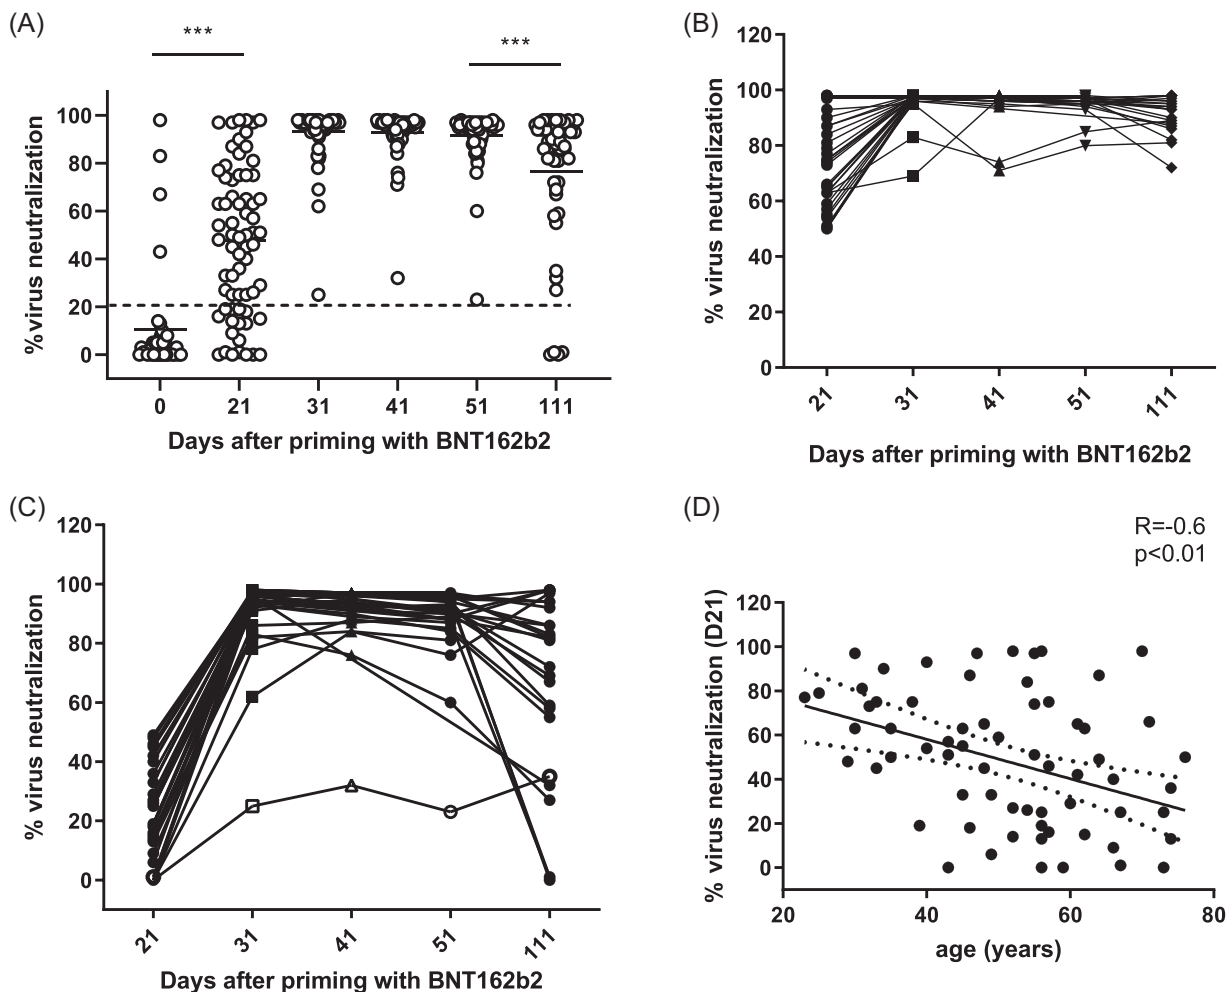 (A)
***
***
100
80
60
40
20
0
%virus neutralization
0 21 31 41 51 111
Days after priming with BNT162b2
(B)
120
100
80
60
40
20
0
% virus neutralization
21 31 41 51 111
Days after priming with BNT162b2
(C)
120
100
80
60
40
20
0
% virus neutralization
21 31 41 51 111
Days after priming with BNT162b2
(D)
R=-0.6
p<0.01
120
100
80
60
40
20
0
% virus neutralization (D21)
20 40 60 80
age (years)